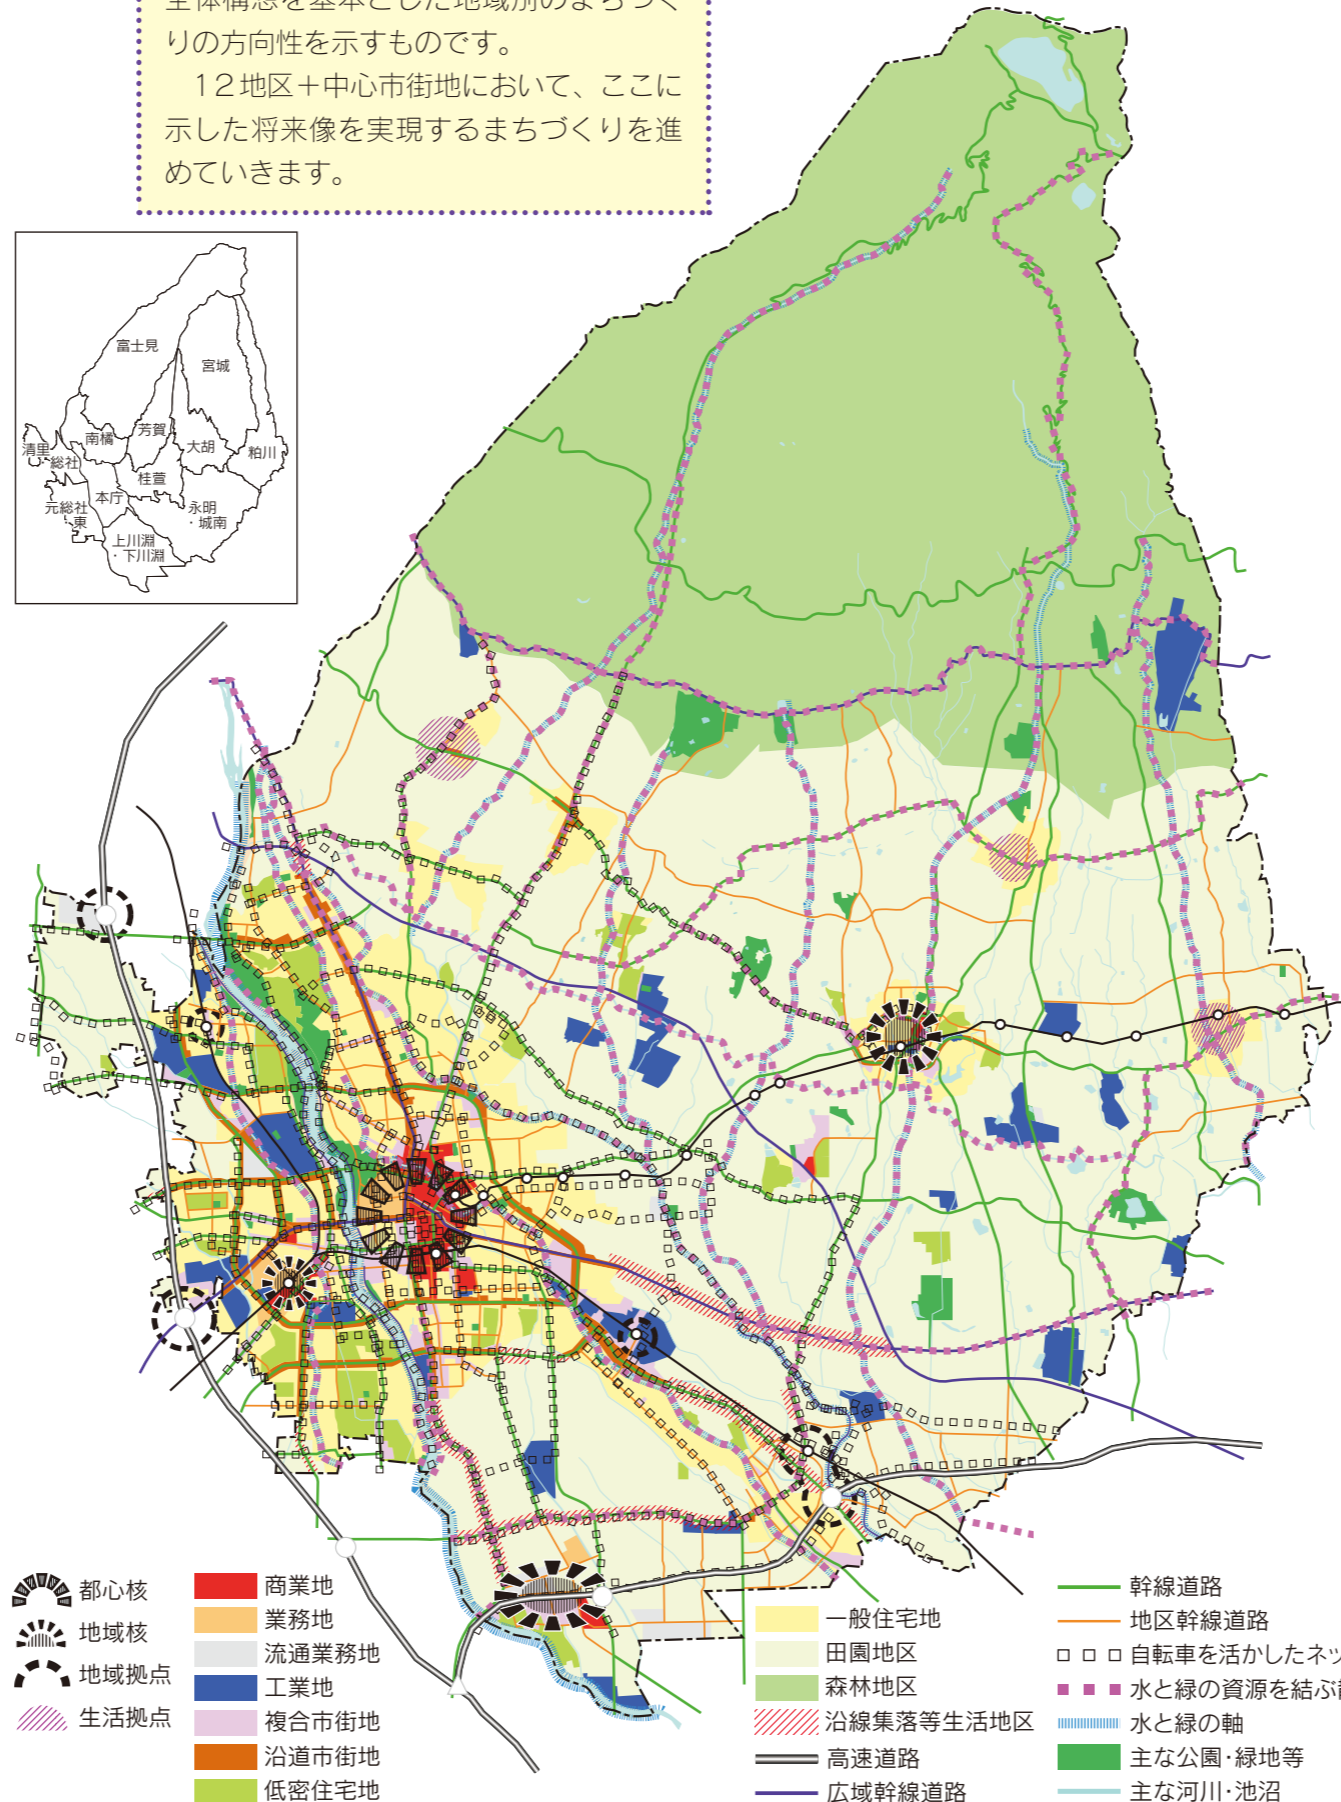 全体構想を基本とした地域別のまちづく
りの方向性を示すものです。
　12地区＋中心市街地において、ここに
示した将来像を実現するまちづくりを進
めていきます。
富士見
宮城
芳賀
南橘
大胡
粕川
清里
・総社
桂萱
本庁
元総社
・東
永明
・城南
上川淵
・下川淵
都心核
地域核
地域拠点
生活拠点
商業地
業務地
流通業務地
工業地
複合市街地
沿道市街地
低密住宅地
一般住宅地
田園地区
森林地区
沿線集落等生活地区
高速道路
広域幹線道路
幹線道路
地区幹線道路
自転車を活かしたネッ
水と緑の資源を結ぶ
水と緑の軸
主な公園・緑地等
主な河川・池沼